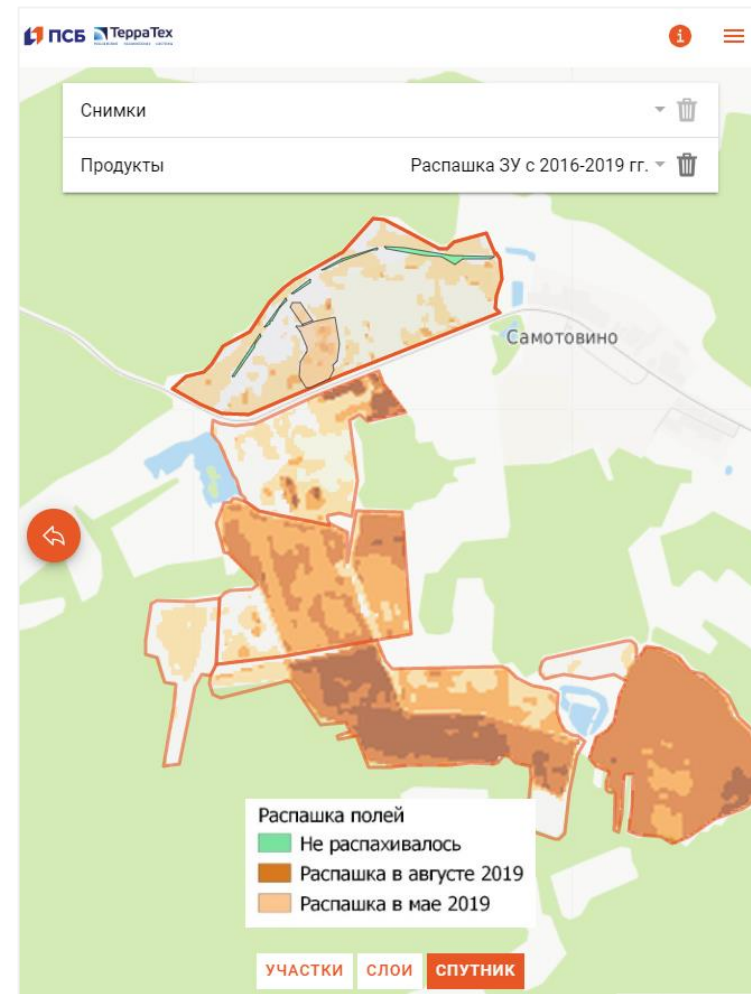 ПСБ ТерраТех
Снимки
Продукты Распашка ЗУ с 2016-2019 гг.
Самотовино
Распашка полей
Не распахивалось
Распашка в августе 2019
Распашка в мае 2019
УЧАСТКИ СЛОИ СПУТНИК